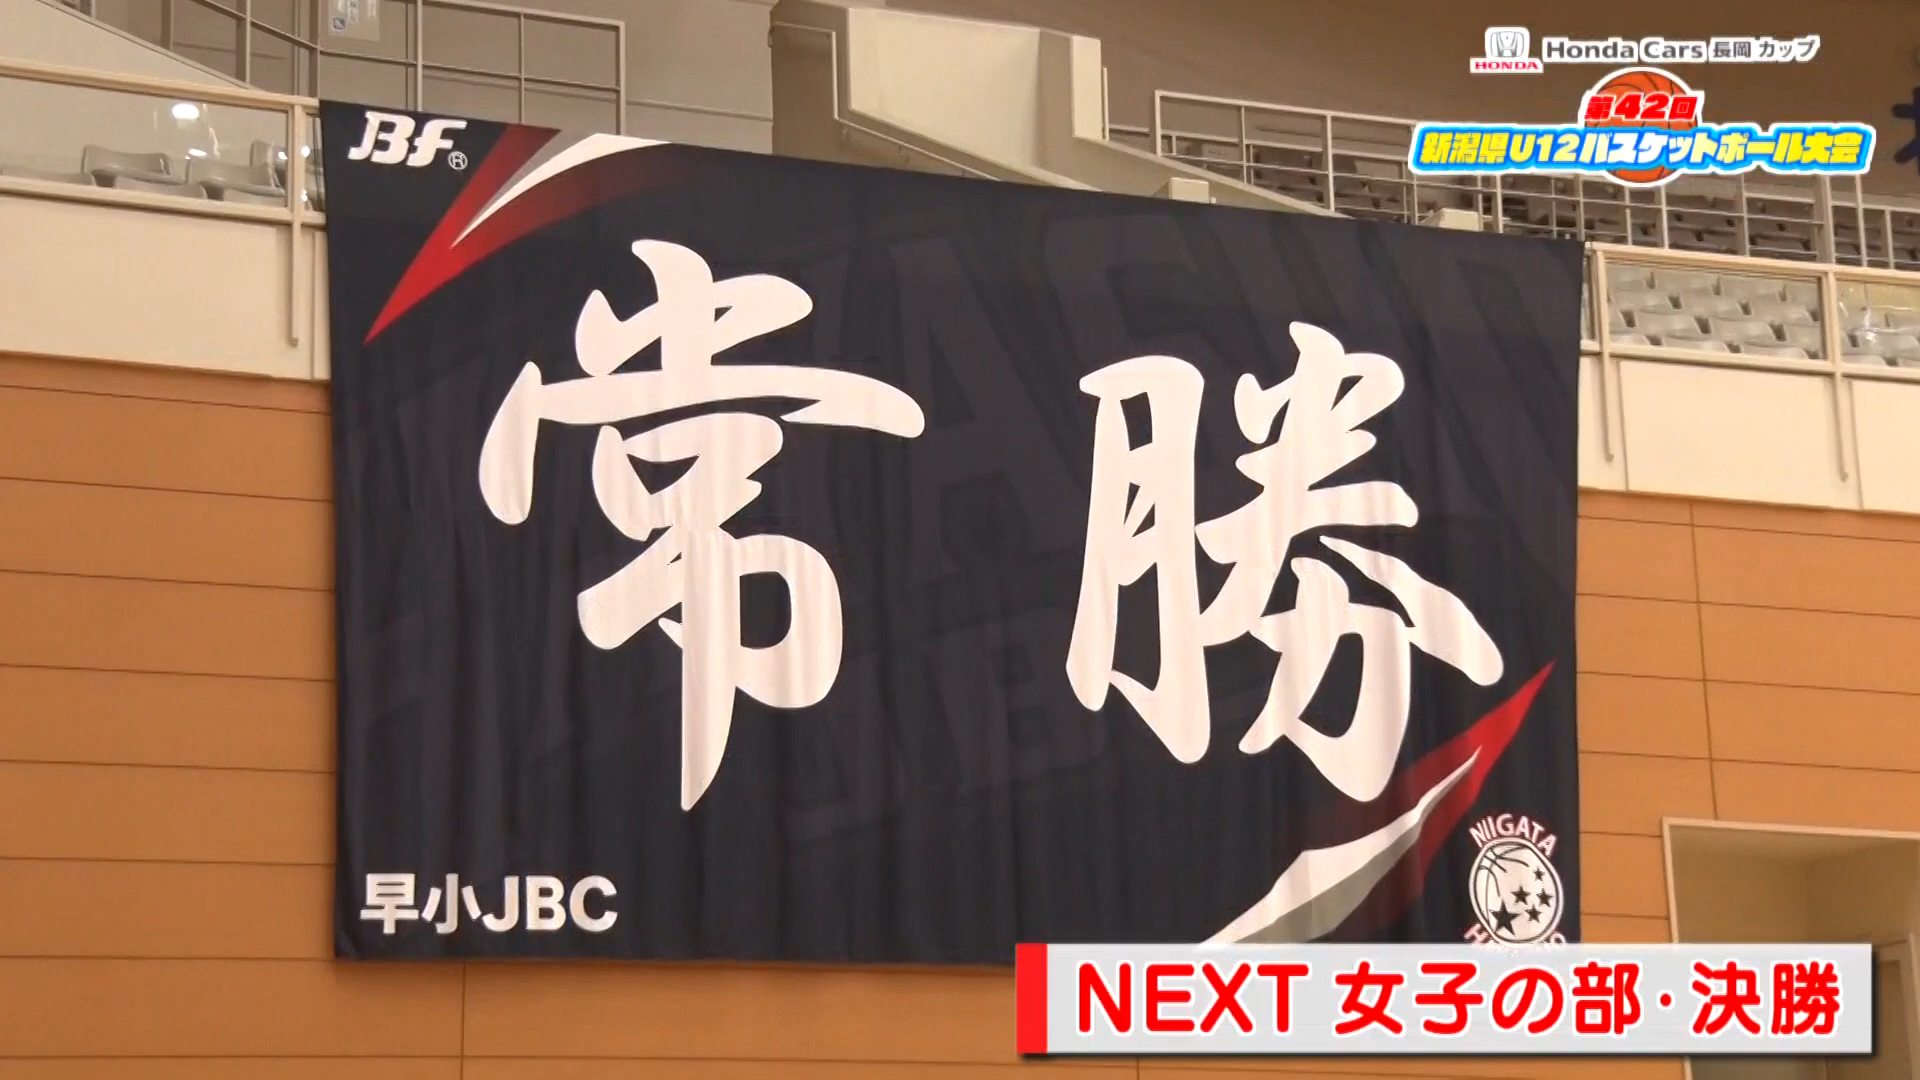 HONDA Honda Cars 長岡 カップ
第42回
新潟県U12バスケットボール大会
BF®
常勝
早小JBC
NIIGATA
NEXT 女子の部・決勝